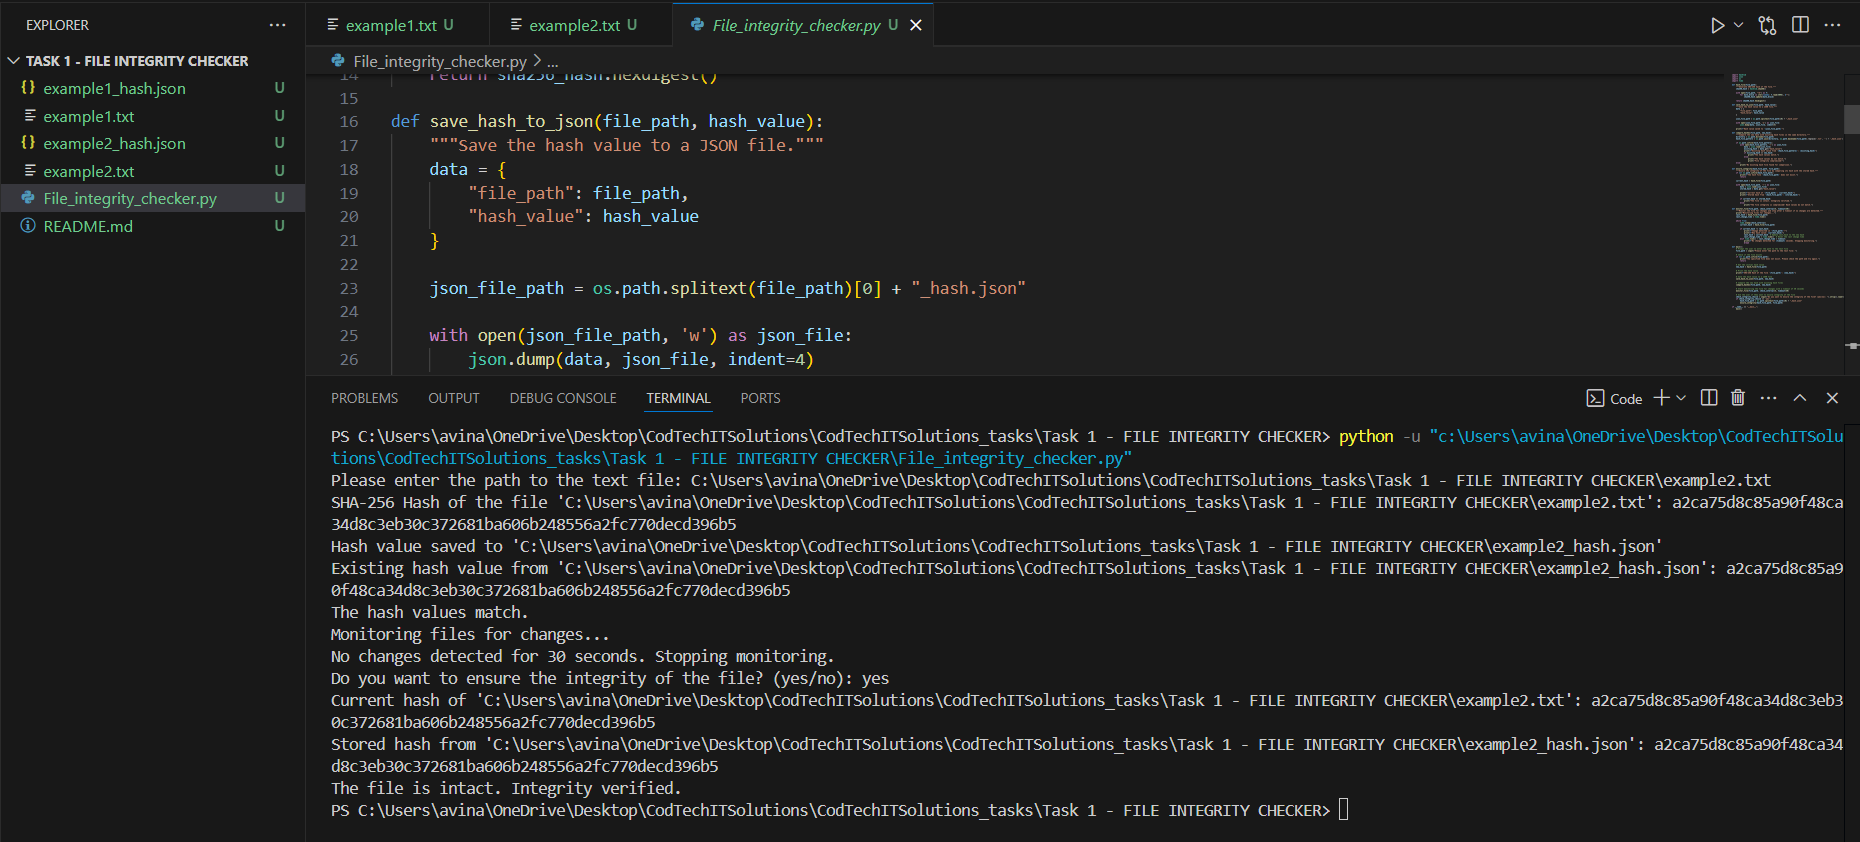 EXPLORER
TASK 1 - FILE INTEGRITY CHECKER
{} example1_hash.json U
example1.txt U
{} example2_hash.json U
example2.txt U
File_integrity_checker.py U
README.md U
example1.txt U
example2.txt U
File_integrity_checker.py U
File_integrity_checker.py > ...
14 return sha256_hash.hexdigest()
15
16 def save_hash_to_json(file_path, hash_value):
17 """Save the hash value to a JSON file."""
18 data = {
19 "file_path": file_path,
20 "hash_value": hash_value
21 }
22
23 json_file_path = os.path.splitext(file_path)[0] + "_hash.json"
24
25 with open(json_file_path, 'w') as json_file:
26 json.dump(data, json_file, indent=4)
PROBLEMS OUTPUT DEBUG CONSOLE TERMINAL PORTS
Code
PS C:\Users\avina\OneDrive\Desktop\CodTechITSolutions\CodTechITSolutions_tasks\Task 1 - FILE INTEGRITY CHECKER> python -u "c:\Users\avina\OneDrive\Desktop\CodTechITSolu
tions\CodTechITSolutions_tasks\Task 1 - FILE INTEGRITY CHECKER\File_integrity_checker.py"
Please enter the path to the text file: C:\Users\avina\OneDrive\Desktop\CodTechITSolutions\CodTechITSolutions_tasks\Task 1 - FILE INTEGRITY CHECKER\example2.txt
SHA-256 Hash of the file 'C:\Users\avina\OneDrive\Desktop\CodTechITSolutions\CodTechITSolutions_tasks\Task 1 - FILE INTEGRITY CHECKER\example2.txt': a2ca75d8c85a90f48ca
34d8c3eb30c372681ba606b248556a2fc770decd396b5
Hash value saved to 'C:\Users\avina\OneDrive\Desktop\CodTechITSolutions\CodTechITSolutions_tasks\Task 1 - FILE INTEGRITY CHECKER\example2_hash.json'
Existing hash value from 'C:\Users\avina\OneDrive\Desktop\CodTechITSolutions\CodTechITSolutions_tasks\Task 1 - FILE INTEGRITY CHECKER\example2_hash.json': a2ca75d8c85a9
0f48ca34d8c3eb30c372681ba606b248556a2fc770decd396b5
The hash values match.
Monitoring files for changes...
No changes detected for 30 seconds. Stopping monitoring.
Do you want to ensure the integrity of the file? (yes/no): yes
Current hash of 'C:\Users\avina\OneDrive\Desktop\CodTechITSolutions\CodTechITSolutions_tasks\Task 1 - FILE INTEGRITY CHECKER\example2.txt': a2ca75d8c85a90f48ca34d8c3eb3
0c372681ba606b248556a2fc770decd396b5
Stored hash from 'C:\Users\avina\OneDrive\Desktop\CodTechITSolutions\CodTechITSolutions_tasks\Task 1 - FILE INTEGRITY CHECKER\example2_hash.json': a2ca75d8c85a90f48ca34
d8c3eb30c372681ba606b248556a2fc770decd396b5
The file is intact. Integrity verified.
PS C:\Users\avina\OneDrive\Desktop\CodTechITSolutions\CodTechITSolutions_tasks\Task 1 - FILE INTEGRITY CHECKER>